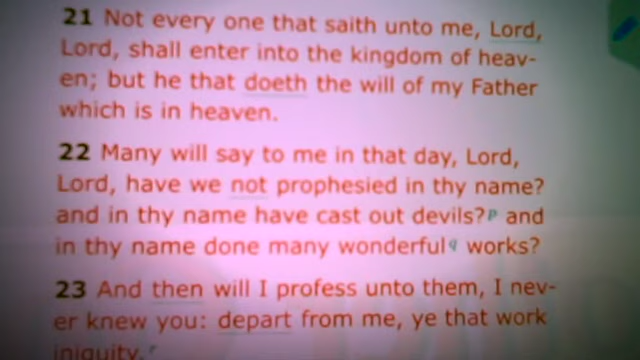 21 Not every one that saith unto me, Lord,
Lord, shall enter into the kingdom of heav-
en; but he that doeth the will of my Father
which is in heaven.
22 Many will say to me in that day, Lord,
Lord, have we not prophesied in thy name?
and in thy name have cast out devils?p and
in thy name done many wonderfulq works?
23 And then will I profess unto them, I nev-
er knew you: depart from me, ye that work
iniquity.r